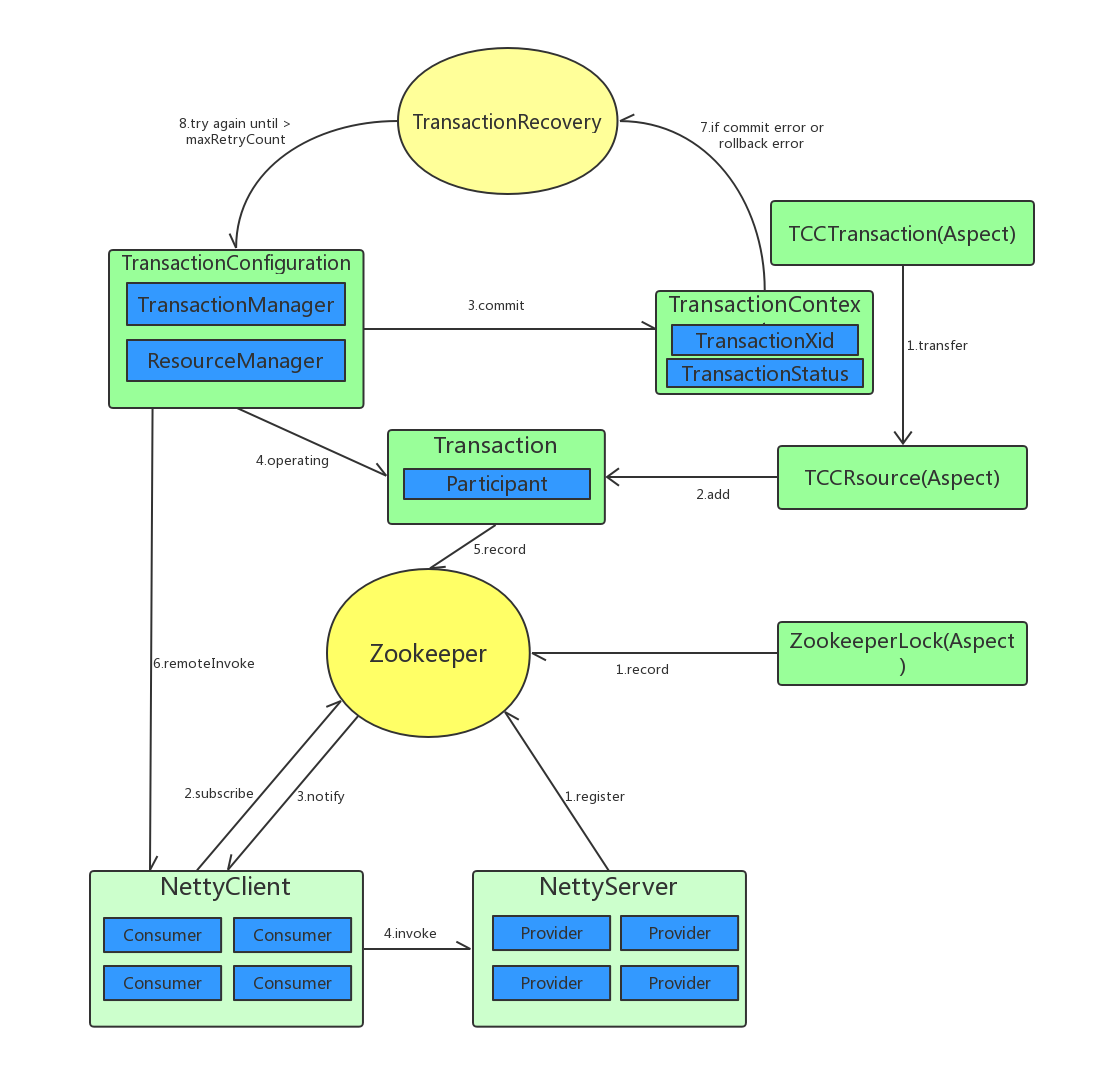 TransactionRecovery
8.try again until >
maxRetryCount
7.if commit error or
rollback error
TCCTransaction(Aspect)
TransactionConfiguration
TransactionManager
ResourceManager
3.commit
TransactionContex
TransactionXid
TransactionStatus
1.transfer
4.operating
Transaction
Participant
2.add
TCCRsource(Aspect)
5.record
Zookeeper
1.record
ZookeeperLock(Aspect
)
6.remoteInvoke
2.subscribe
3.notify
1.register
NettyClient
Consumer
Consumer
Consumer
Consumer
4.invoke
NettyServer
Provider
Provider
Provider
Provider